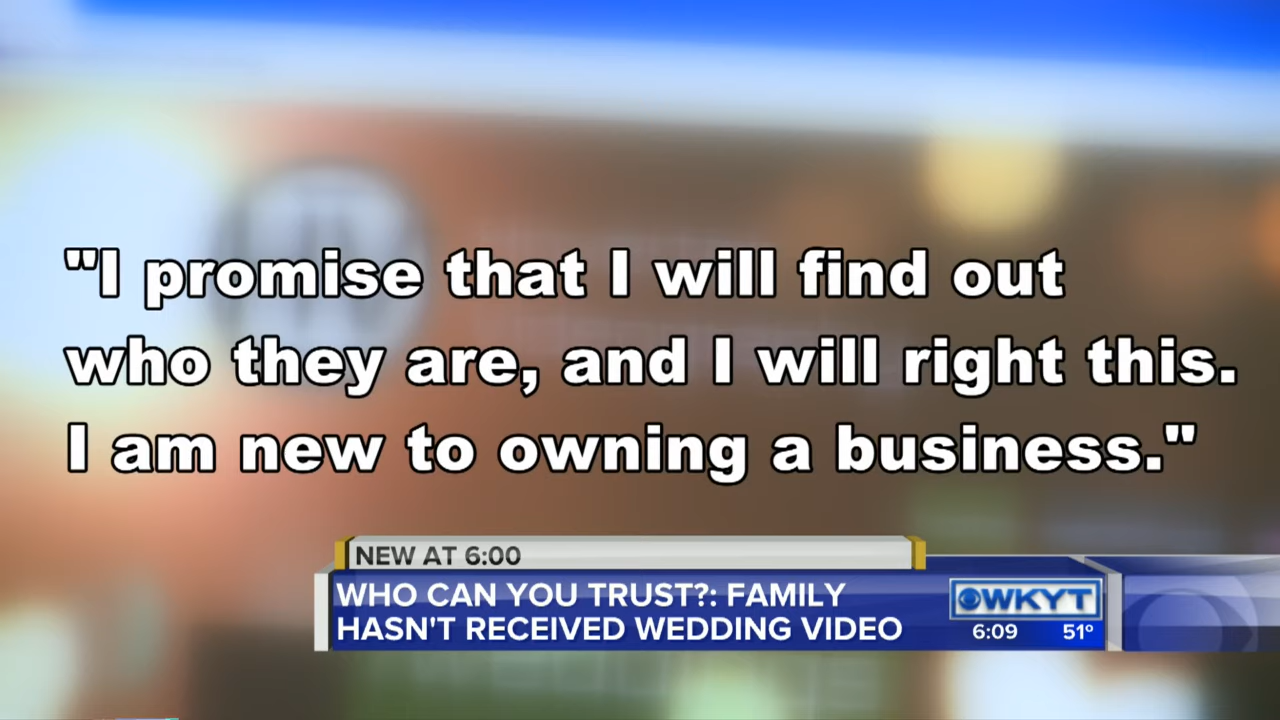 "I promise that I will find out
who they are, and I will right this.
I am new to owning a business."
NEW AT 6:00
WHO CAN YOU TRUST?: FAMILY
HASN'T RECEIVED WEDDING VIDEO
WKYT
6:09 51°